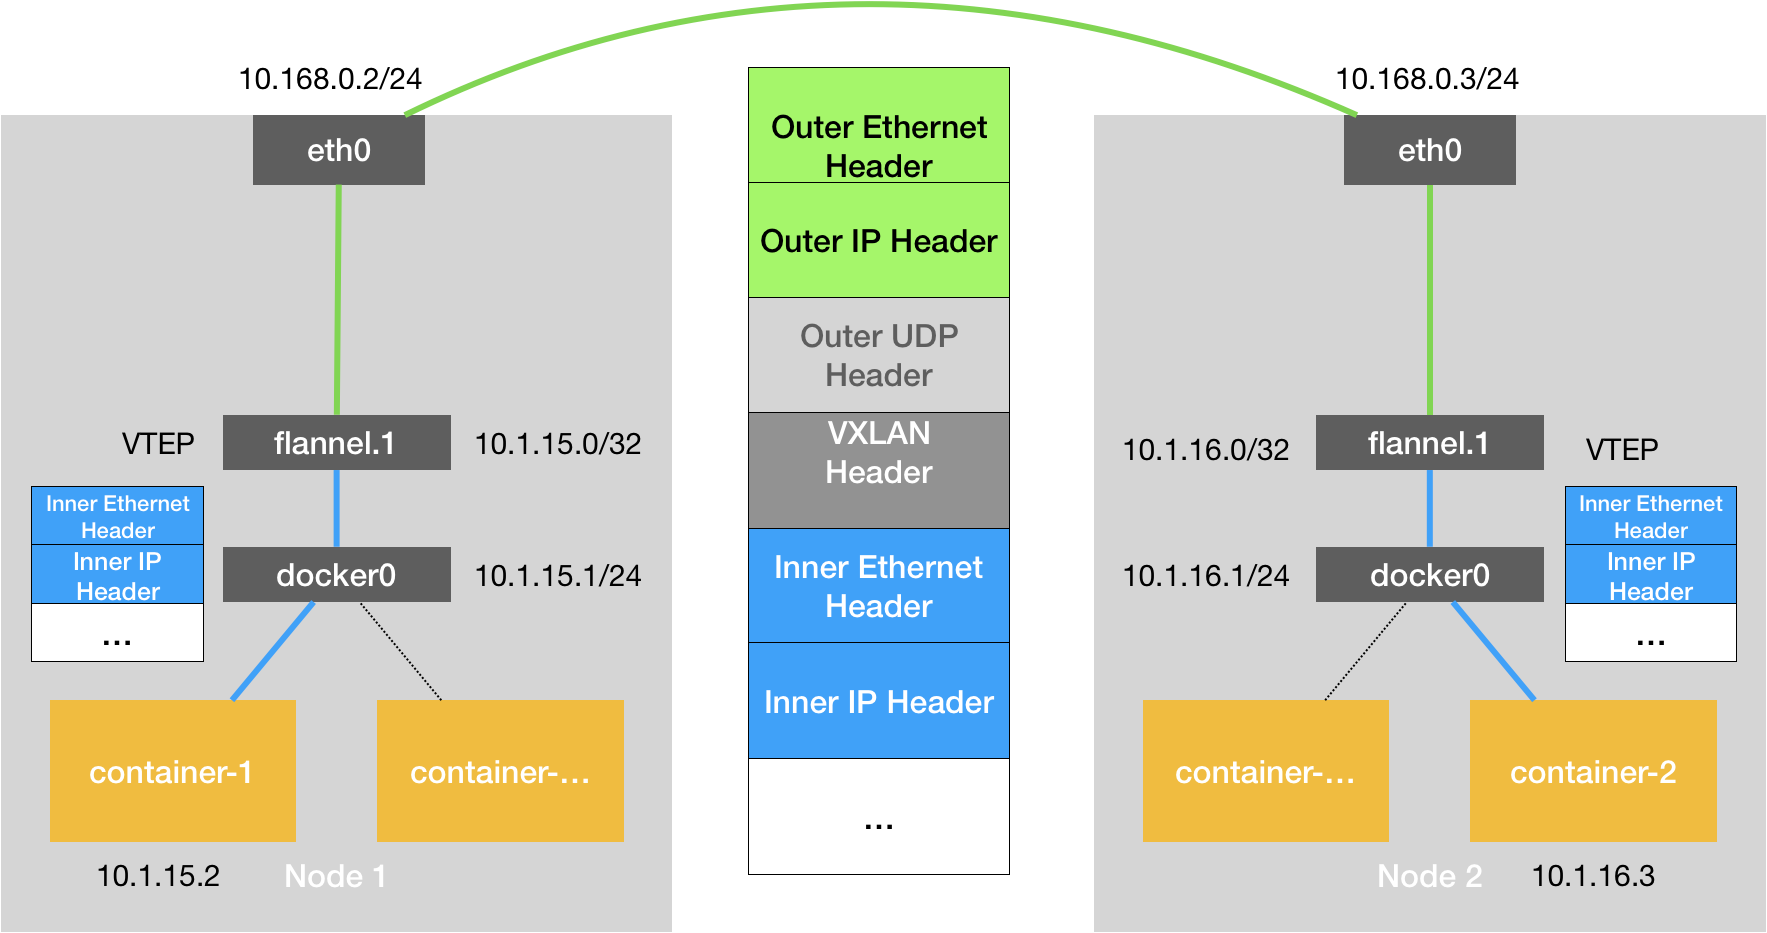 10.168.0.2/24
eth0
VTEP
flannel.1
10.1.15.0/32
Inner Ethernet
Header
Inner IP
Header
...
docker0
10.1.15.1/24
container-1
container-...
10.1.15.2
Node 1
Outer Ethernet
Header
Outer IP Header
Outer UDP
Header
VXLAN
Header
Inner Ethernet
Header
Inner IP Header
...
10.168.0.3/24
eth0
10.1.16.0/32
flannel.1
VTEP
Inner Ethernet
Header
Inner IP
Header
...
10.1.16.1/24
docker0
container-...
container-2
Node 2
10.1.16.3